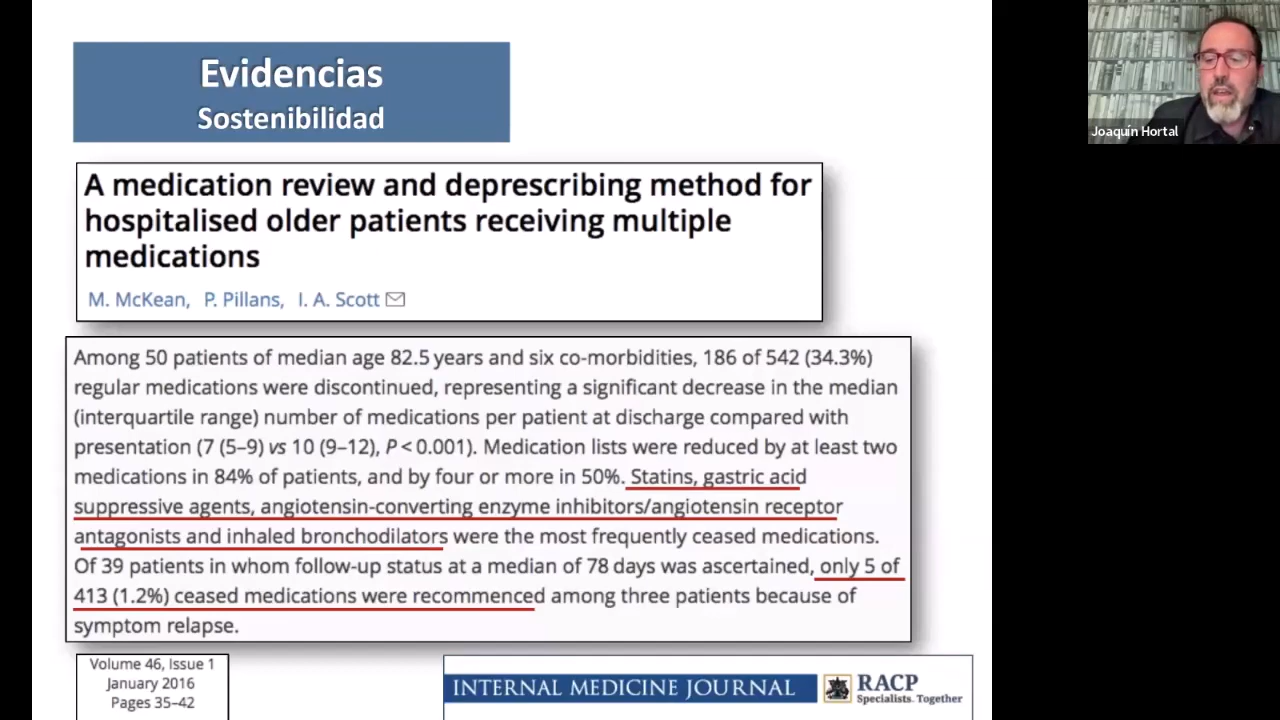 Evidencias
Sostenibilidad
Joaquín Hortal
A medication review and deprescribing method for
hospitalised older patients receiving multiple
medications
M. McKean, P. Pillans, I. A. Scott
Among 50 patients of median age 82.5 years and six co-morbidities, 186 of 542 (34.3%)
regular medications were discontinued, representing a significant decrease in the median
(interquartile range) number of medications per patient at discharge compared with
presentation (7 (5–9) vs 10 (9–12), P < 0.001). Medication lists were reduced by at least two
medications in 84% of patients, and by four or more in 50%. Statins, gastric acid
suppressive agents, angiotensin-converting enzyme inhibitors/angiotensin receptor
antagonists and inhaled bronchodilators were the most frequently ceased medications.
Of 39 patients in whom follow-up status at a median of 78 days was ascertained, only 5 of
413 (1.2%) ceased medications were recommenced among three patients because of
symptom relapse.
Volume 46, Issue 1
January 2016
Pages 35–42
INTERNAL MEDICINE JOURNAL
RACP
Specialists. Together